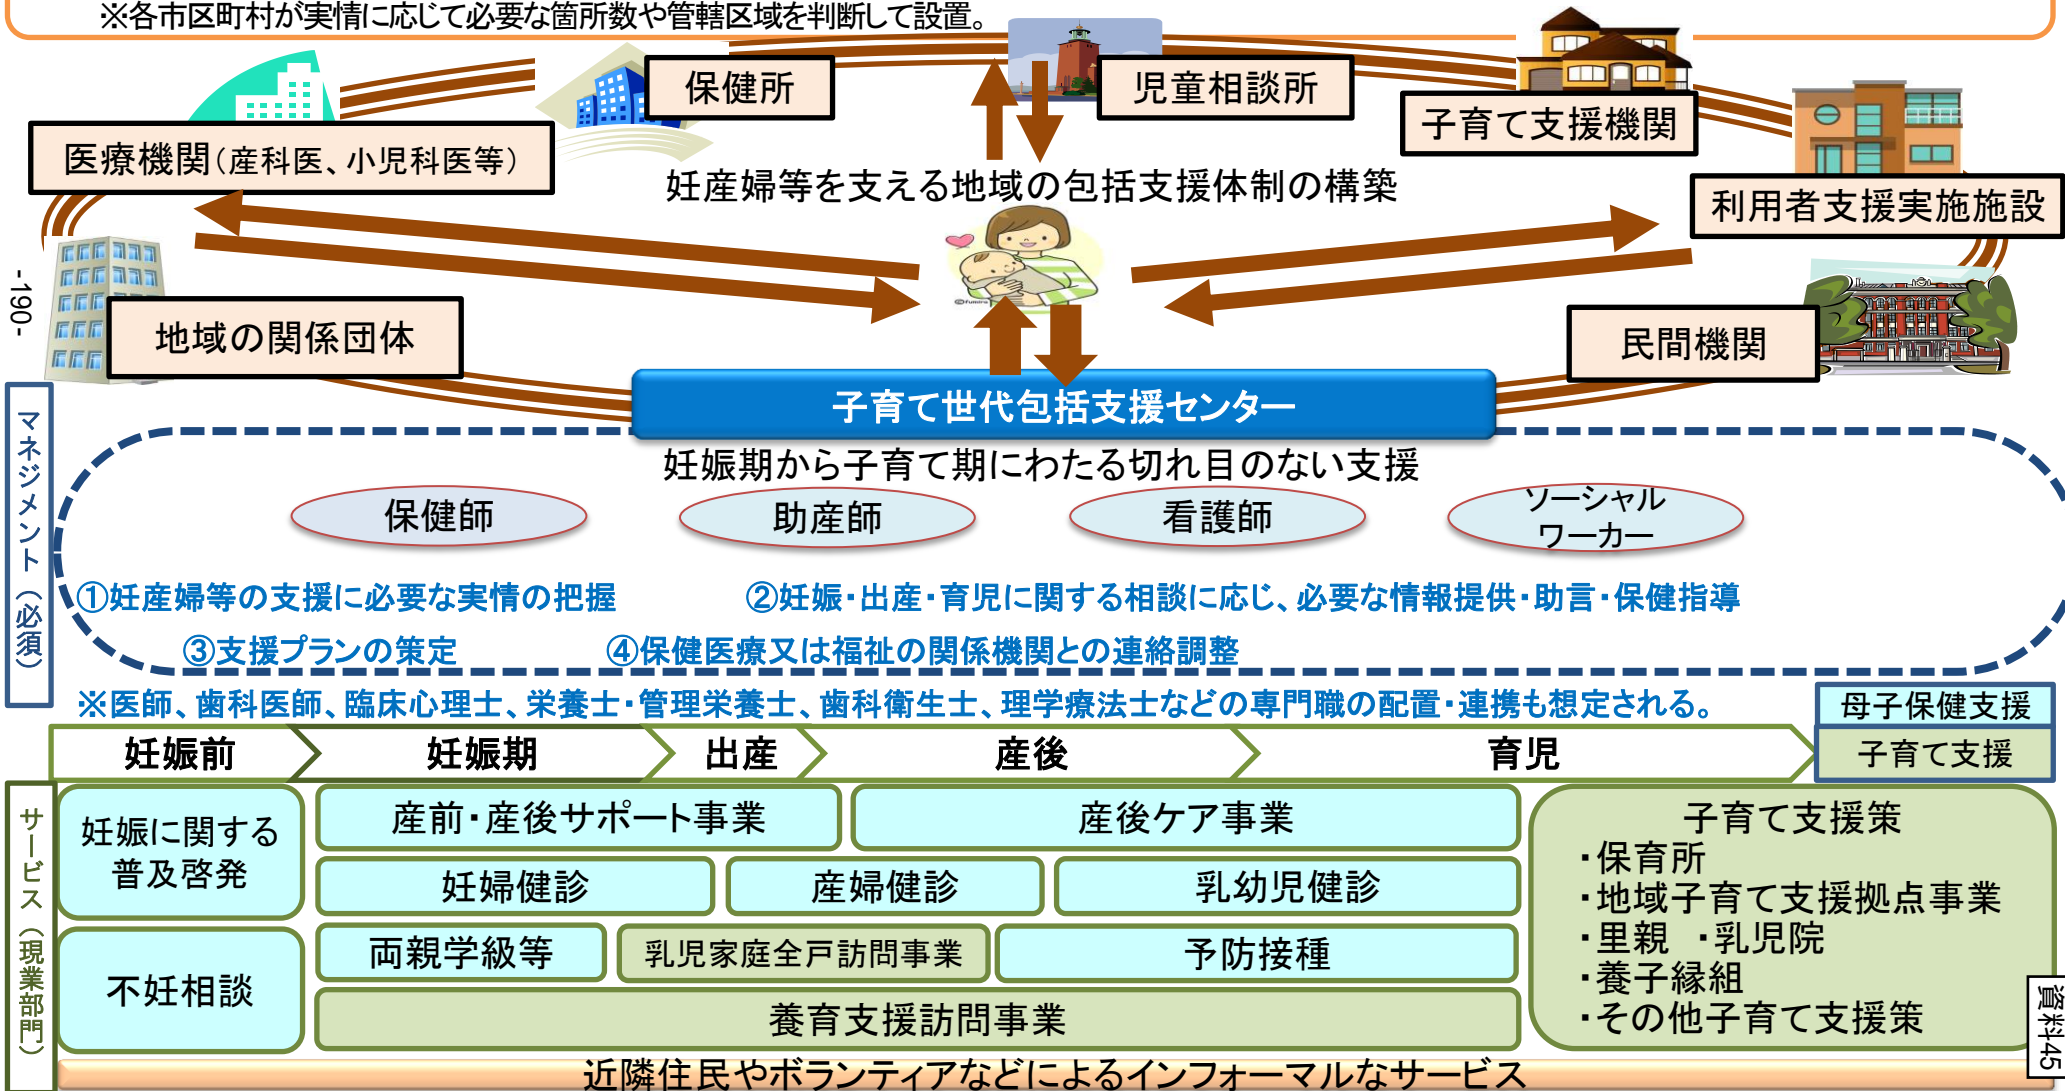 ※各市区町村が実情に応じて必要な箇所数や管轄区域を判断して設置。
保健所
児童相談所
子育て支援機関
医療機関(産科医、小児科医等)
妊産婦等を支える地域の包括支援体制の構築
利用者支援実施施設
-190-
地域の関係団体
民間機関
子育て世代包括支援センター
マネジメント(必須)
妊娠期から子育て期にわたる切れ目のない支援
保健師
助産師
看護師
ソーシャル
ワーカー
①妊産婦等の支援に必要な実情の把握
②妊娠・出産・育児に関する相談に応じ、必要な情報提供・助言・保健指導
③支援プランの策定
④保健医療又は福祉の関係機関との連絡調整
※医師、歯科医師、臨床心理士、栄養士・管理栄養士、歯科衛生士、理学療法士などの専門職の配置・連携も想定される。
母子保健支援
子育て支援
妊娠前
妊娠期
出産
産後
育児
サービス(現業部門)
妊娠に関する
普及啓発
産前・産後サポート事業
産後ケア事業
妊婦健診
産婦健診
乳幼児健診
不妊相談
両親学級等
乳児家庭全戸訪問事業
予防接種
養育支援訪問事業
子育て支援策
・保育所
・地域子育て支援拠点事業
・里親 ・乳児院
・養子縁組
・その他子育て支援策
資料45
近隣住民やボランティアなどによるインフォーマルなサービス